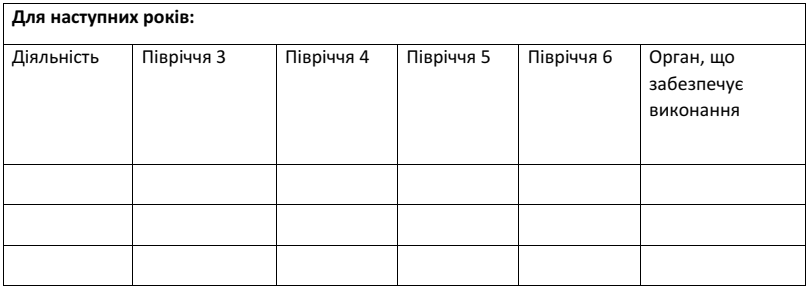 Для наступних років:
Діяльність Півріччя 3 Півріччя 4 Півріччя 5 Півріччя 6 Орган, що
забезпечує
виконання